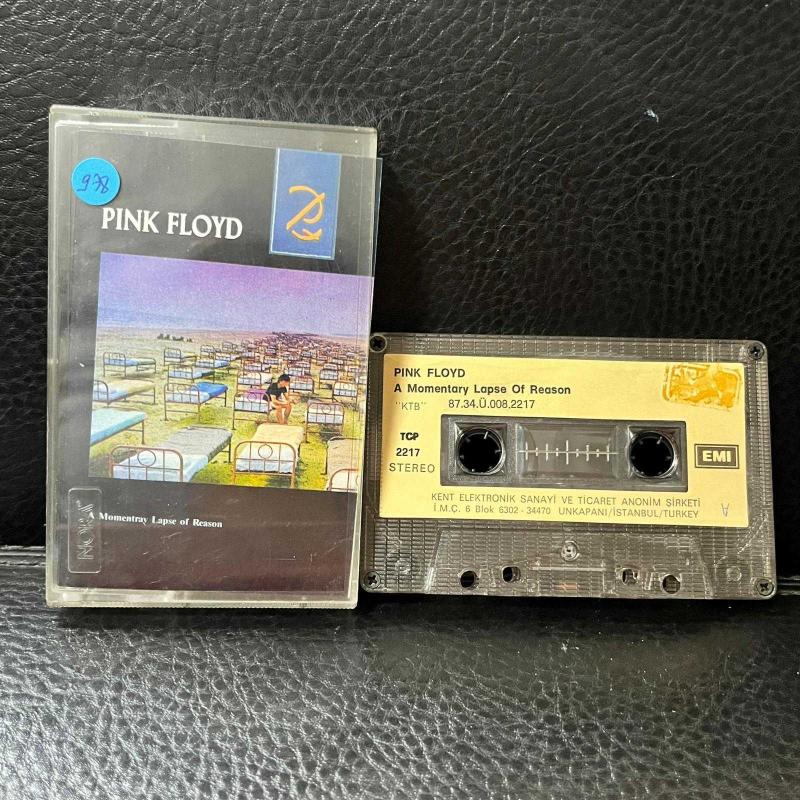 978
PINK FLOYD
A Momentray Lapse of Reason
NORA
PINK FLOYD
A Momentary Lapse Of Reason
"KTB" 87.34.Ü.008.2217
TCP
2217
STEREO
EMI
KENT ELEKTRONİK SANAYİ VE TİCARET ANONİM ŞİRKETİ
İ.M.Ç. 6 Blok 6302 - 34470 UNKAPANI/İSTANBUL/TURKEY
A